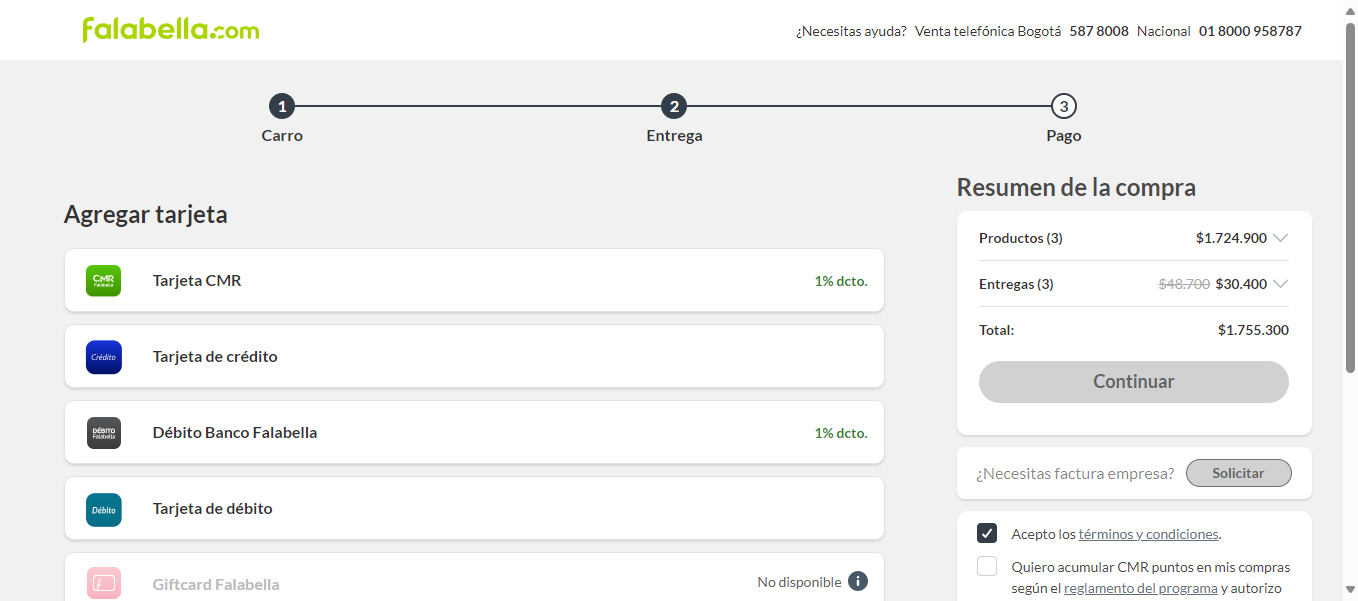 falabella.com
¿Necesitas ayuda? Venta telefónica Bogotá 587 8008 Nacional 01 8000 958787
1 2 3
Carro Entrega Pago
Agregar tarjeta
CMR
Falabella
Tarjeta CMR 1% dcto.
Crédito
Tarjeta de crédito
DÉBITO
Falabella
Débito Banco Falabella 1% dcto.
Débito
Tarjeta de débito
Giftcard Falabella No disponible i
Resumen de la compra
Productos (3) $1.724.900
Entregas (3) $48.700 $30.400
Total: $1.755.300
Continuar
¿Necesitas factura empresa? Solicitar
Acepto los términos y condiciones.
Quiero acumular CMR puntos en mis compras
según el reglamento del programa y autorizo